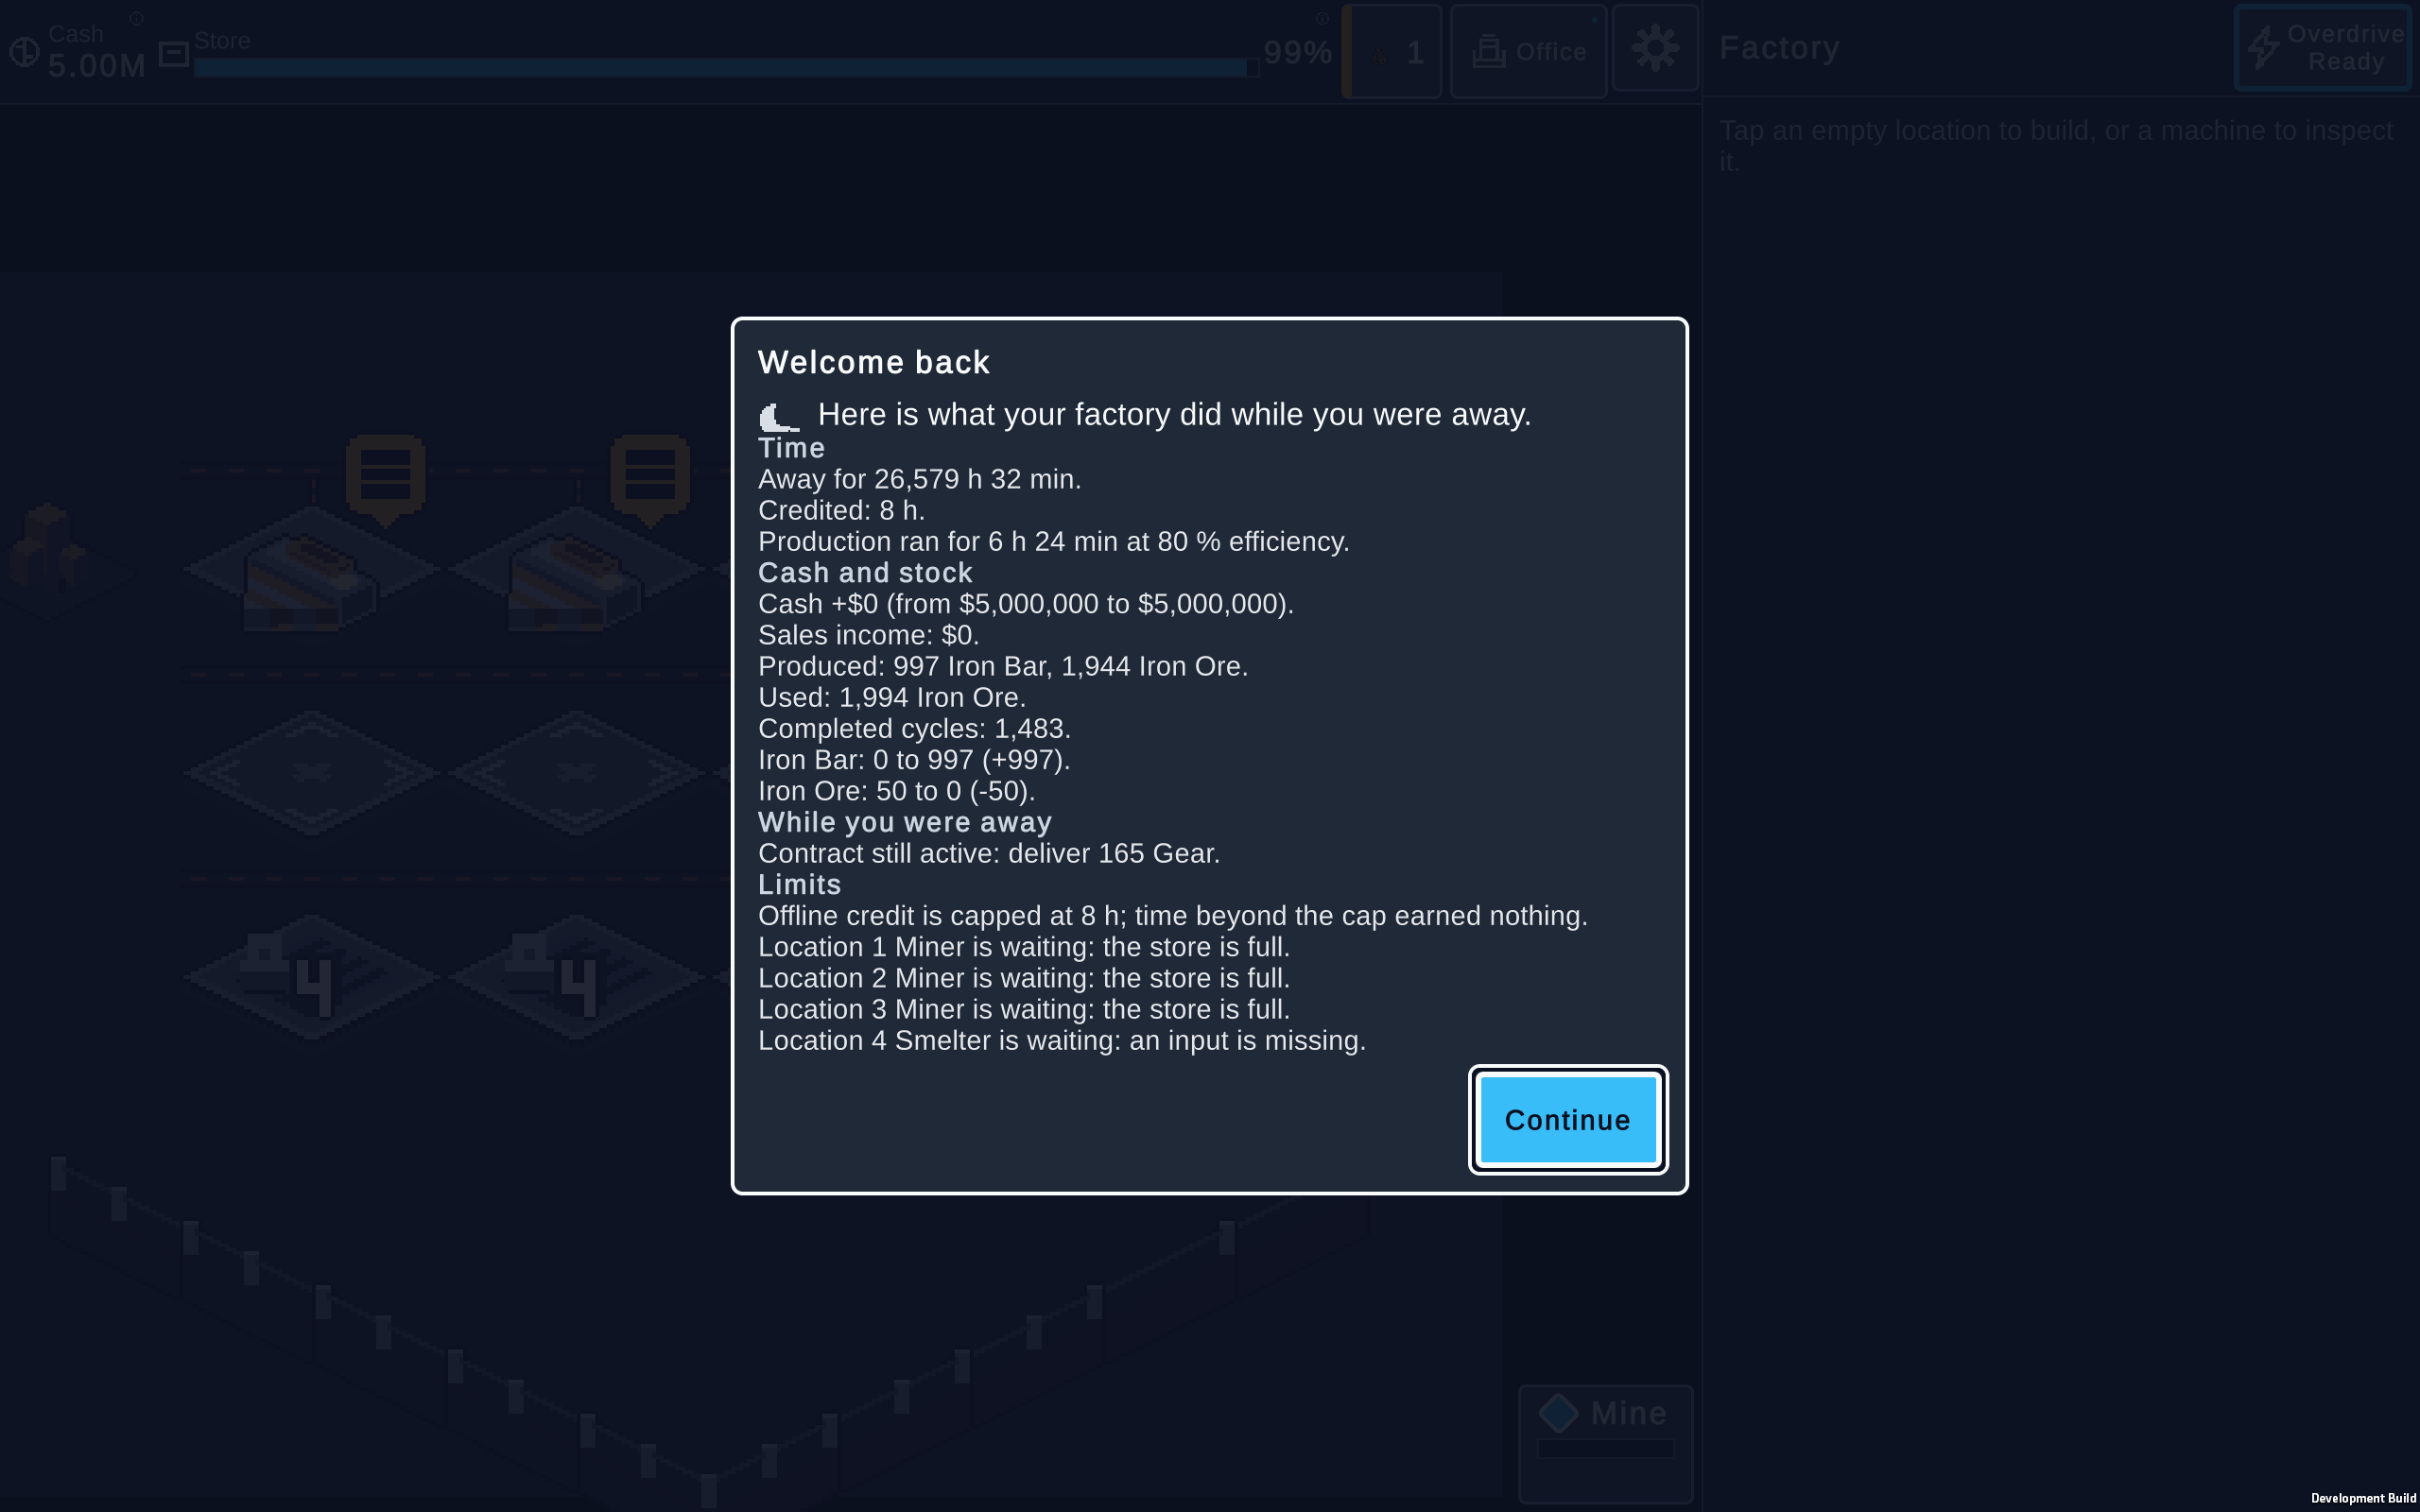 Cash
5.00M
Store
99%
1
Office
Factory
Overdrive
Ready
Tap an empty location to build, or a machine to inspect
it.
Welcome back
Here is what your factory did while you were away.
Time
Away for 26,579 h 32 min.
Credited: 8 h.
Production ran for 6 h 24 min at 80 % efficiency.
Cash and stock
Cash +$0 (from $5,000,000 to $5,000,000).
Sales income: $0.
Produced: 997 Iron Bar, 1,944 Iron Ore.
Used: 1,994 Iron Ore.
Completed cycles: 1,483.
Iron Bar: 0 to 997 (+997).
Iron Ore: 50 to 0 (-50).
While you were away
Contract still active: deliver 165 Gear.
Limits
Offline credit is capped at 8 h; time beyond the cap earned nothing.
Location 1 Miner is waiting: the store is full.
Location 2 Miner is waiting: the store is full.
Location 3 Miner is waiting: the store is full.
Location 4 Smelter is waiting: an input is missing.
Continue
4
4
Mine
Development Build